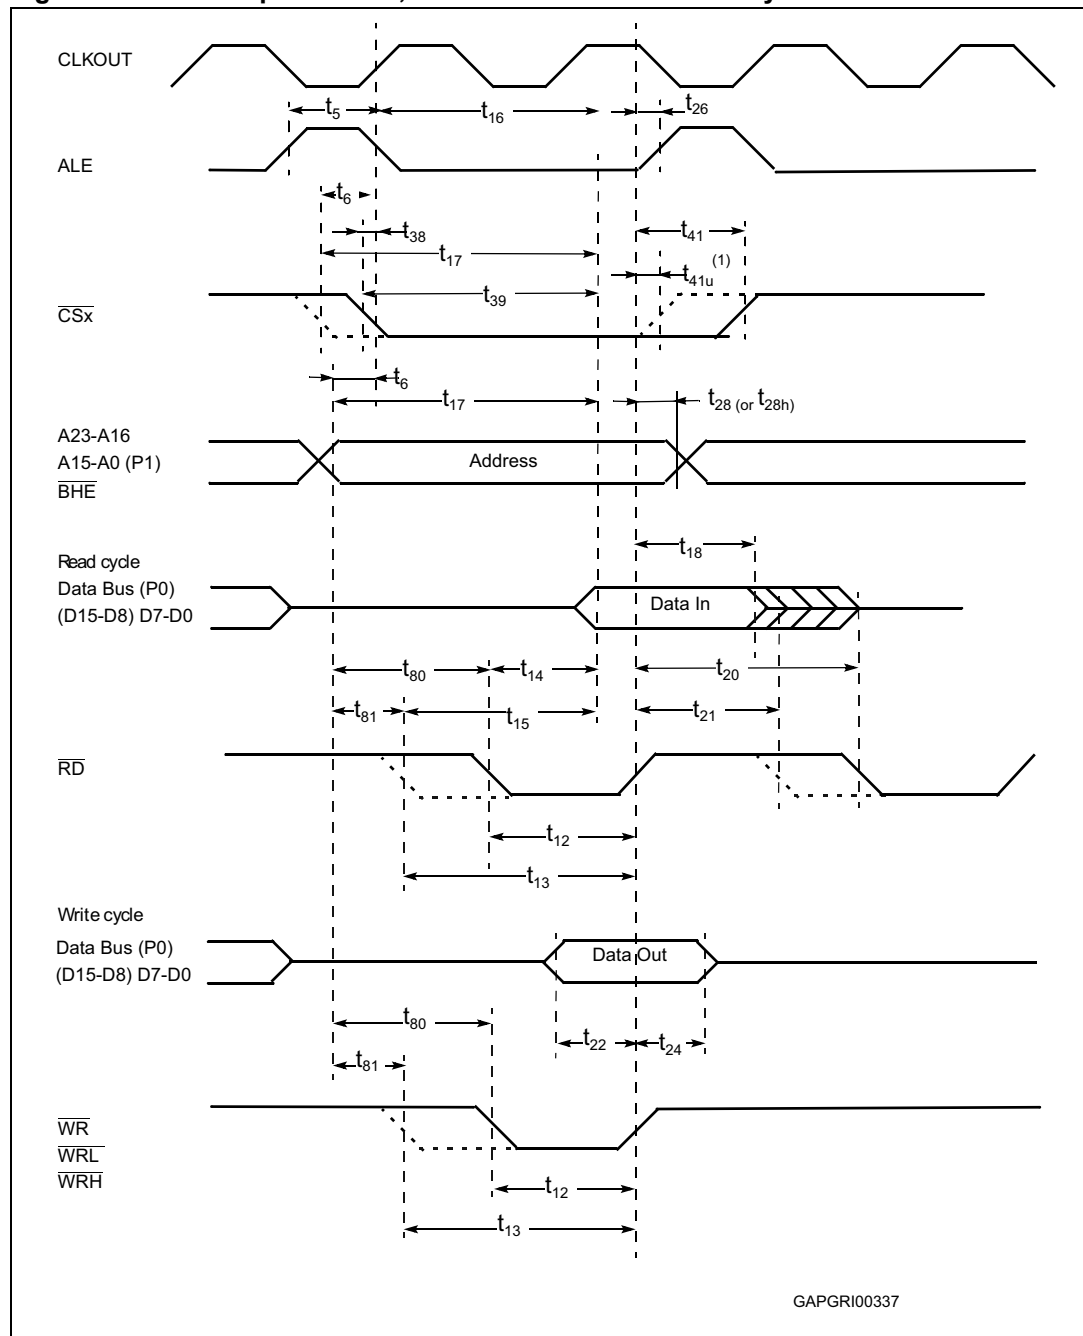 CLKOUT
t5
t16
t26
ALE
t6
t38
t41
t17
t41u (1)
t39
CSx
t6
t17
t28 (or t28h)
A23-A16
A15-A0 (P1)
BHE
Address
t18
Read cycle
Data Bus (P0)
(D15-D8) D7-D0
Data In
t80
t14
t20
t81
t15
t21
RD
t12
t13
Write cycle
Data Bus (P0)
(D15-D8) D7-D0
Data Out
t80
t22
t24
t81
WR
WRL
WRH
t12
t13
GAPGRI00337